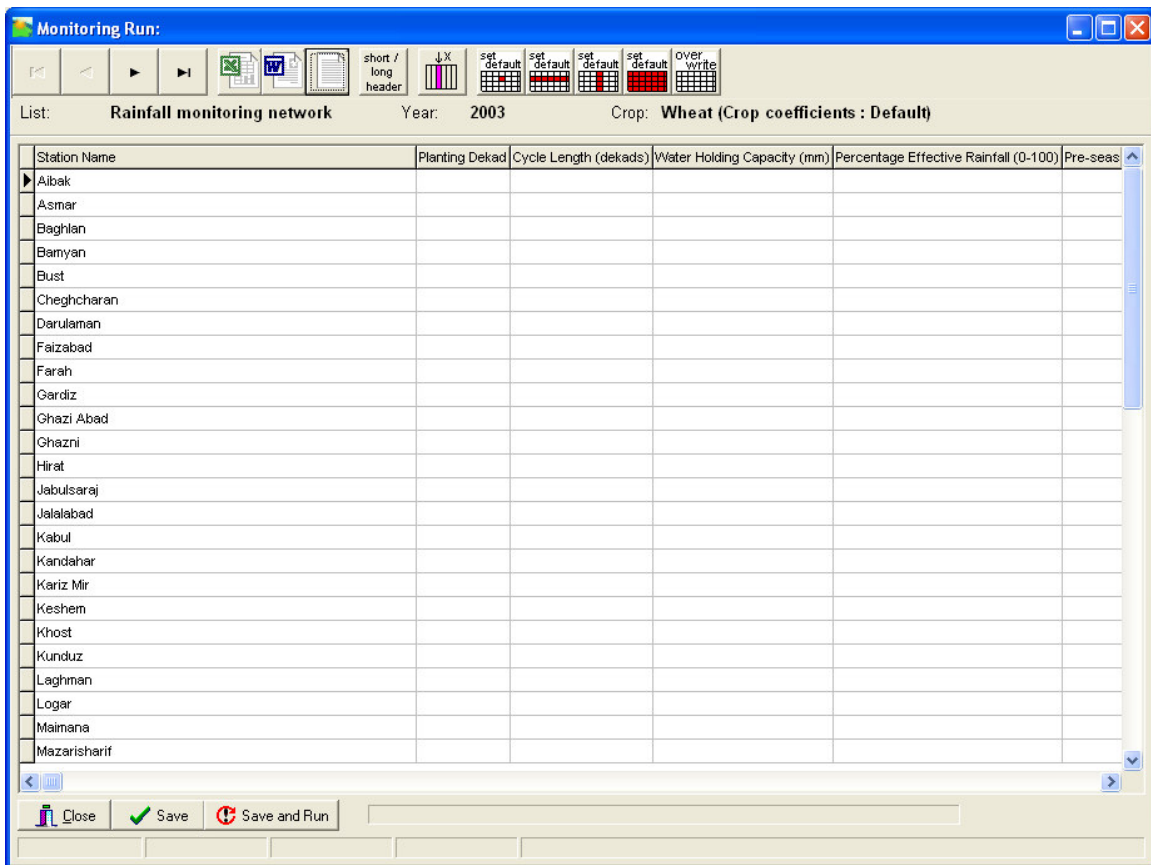 Monitoring Run:
short / long header
set default
set default
set default
set default
over write
List: Rainfall monitoring network Year: 2003 Crop: Wheat (Crop coefficients : Default)
Station Name Planting Dekad Cycle Length (dekads) Water Holding Capacity (mm) Percentage Effective Rainfall (0-100) Pre-seas
Aibak
Asmar
Baghlan
Bamyan
Bust
Cheghcharan
Darulaman
Faizabad
Farah
Gardiz
Ghazi Abad
Ghazni
Hirat
Jabulsaraj
Jalalabad
Kabul
Kandahar
Kariz Mir
Keshem
Khost
Kunduz
Laghman
Logar
Maimana
Mazarisharif
Close Save Save and Run